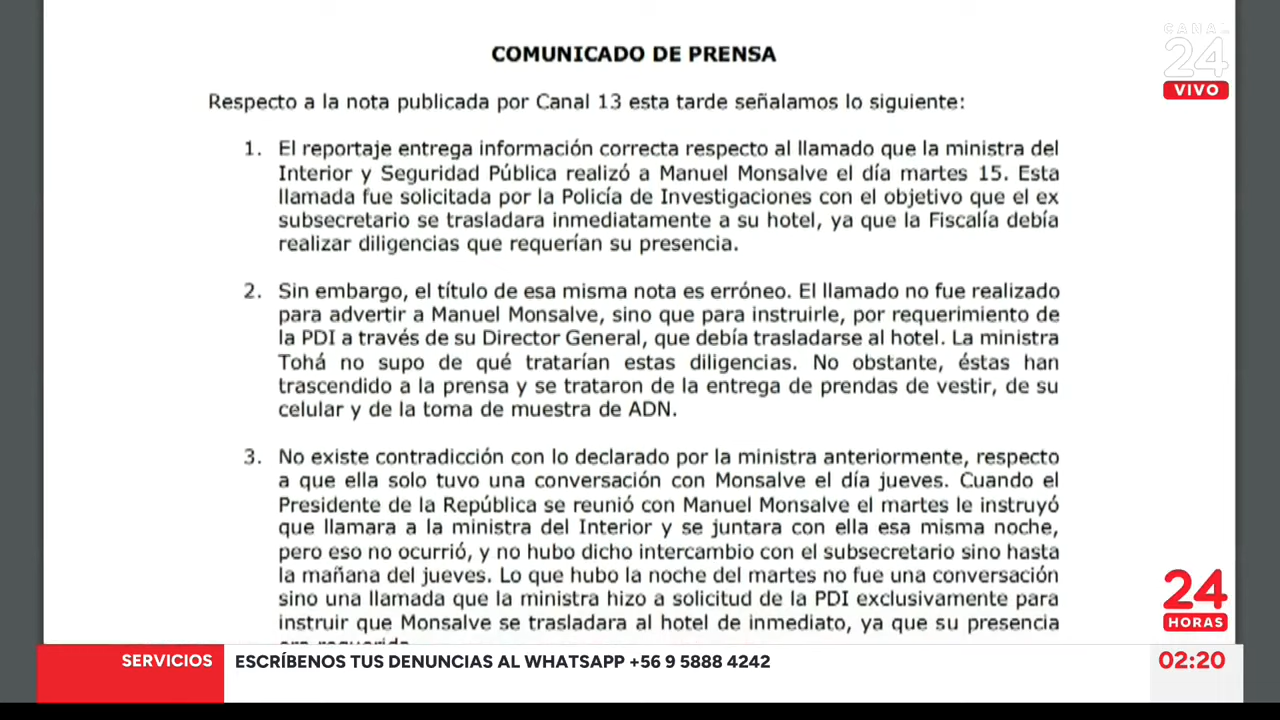 COMUNICADO DE PRENSA
Respecto a la nota publicada por Canal 13 esta tarde señalamos lo siguiente:
1. El reportaje entrega información correcta respecto al llamado que la ministra del
Interior y Seguridad Pública realizó a Manuel Monsalve el día martes 15. Esta
llamada fue solicitada por la Policía de Investigaciones con el objetivo que el ex
subsecretario se trasladara inmediatamente a su hotel, ya que la Fiscalía debía
realizar diligencias que requerían su presencia.
2. Sin embargo, el título de esa misma nota es erróneo. El llamado no fue realizado
para advertir a Manuel Monsalve, sino que para instruirle, por requerimiento de
la PDI a través de su Director General, que debía trasladarse al hotel. La ministra
Tohá no supo de qué tratarían estas diligencias. No obstante, éstas han
trascendido a la prensa y se trataron de la entrega de prendas de vestir, de su
celular y de la toma de muestra de ADN.
3. No existe contradicción con lo declarado por la ministra anteriormente, respecto
a que ella solo tuvo una conversación con Monsalve el día jueves. Cuando el
Presidente de la República se reunió con Manuel Monsalve el martes le instruyó
que llamara a la ministra del Interior y se juntara con ella esa misma noche,
pero eso no ocurrió, y no hubo dicho intercambio con el subsecretario sino hasta
la mañana del jueves. Lo que hubo la noche del martes no fue una conversación
sino una llamada que la ministra hizo a solicitud de la PDI exclusivamente para
instruir que Monsalve se trasladara al hotel de inmediato, ya que su presencia
era requerida.
CANAL
24
VIVO
24
HORAS
SERVICIOS
ESCRÍBENOS TUS DENUNCIAS AL WHATSAPP +56 9 5888 4242
02:20